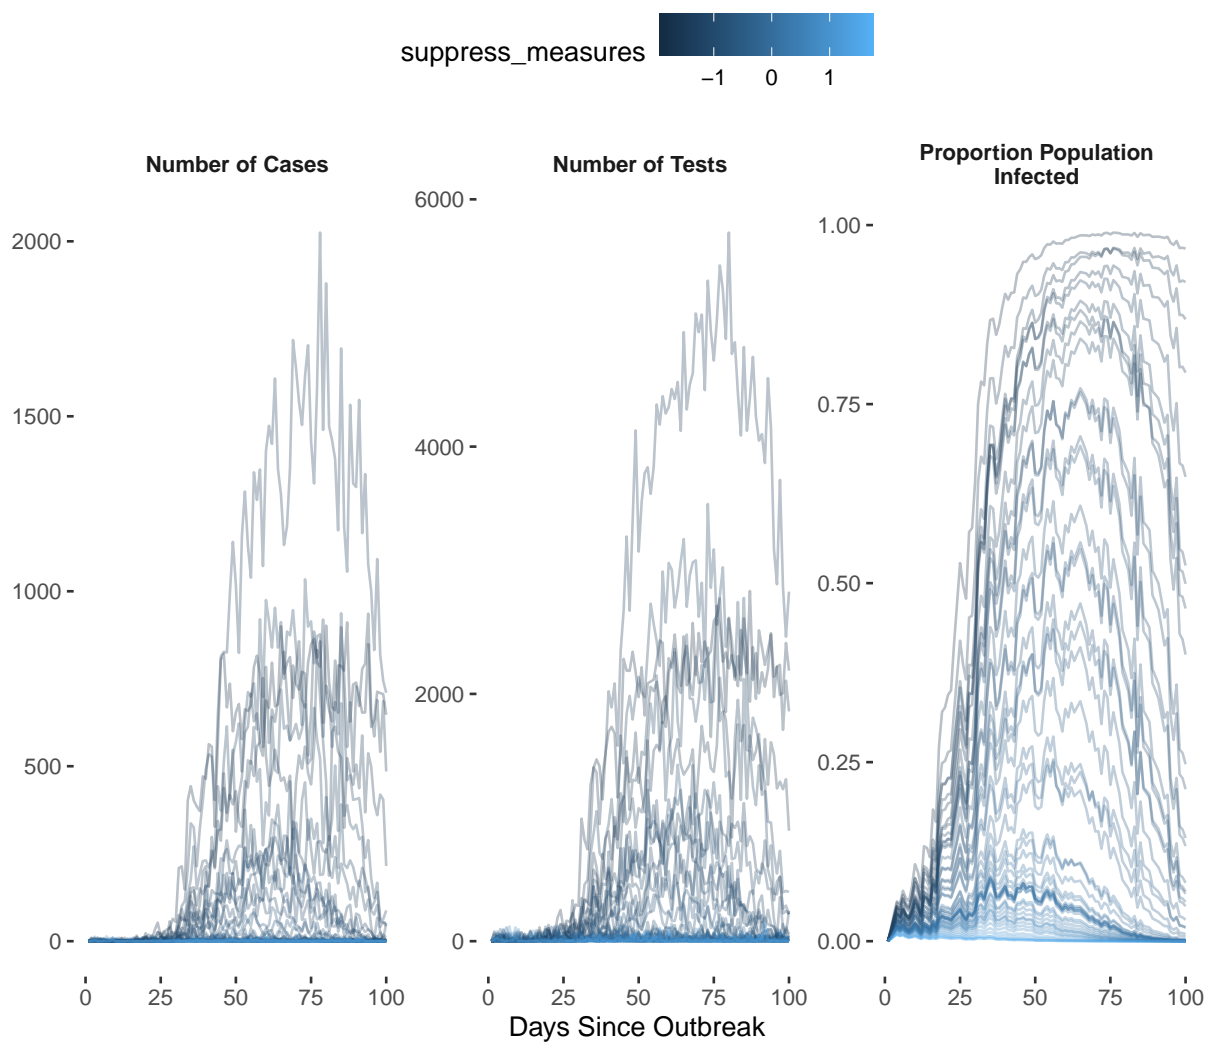 suppress_measures
−1 0 1
Number of Cases
Number of Tests
Proportion Population
Infected
2000
1500
1000
500
0
6000
4000
2000
0
1.00
0.75
0.50
0.25
0.00
0 25 50 75 100
0 25 50 75 100
0 25 50 75 100
Days Since Outbreak